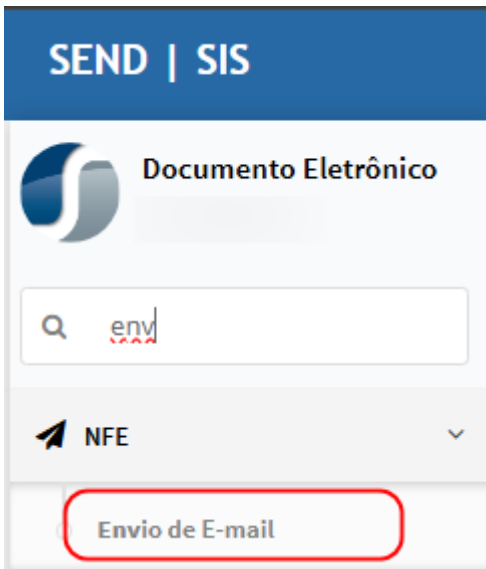 SEND | SIS
Documento Eletrônico
env
NFE
Envio de E-mail